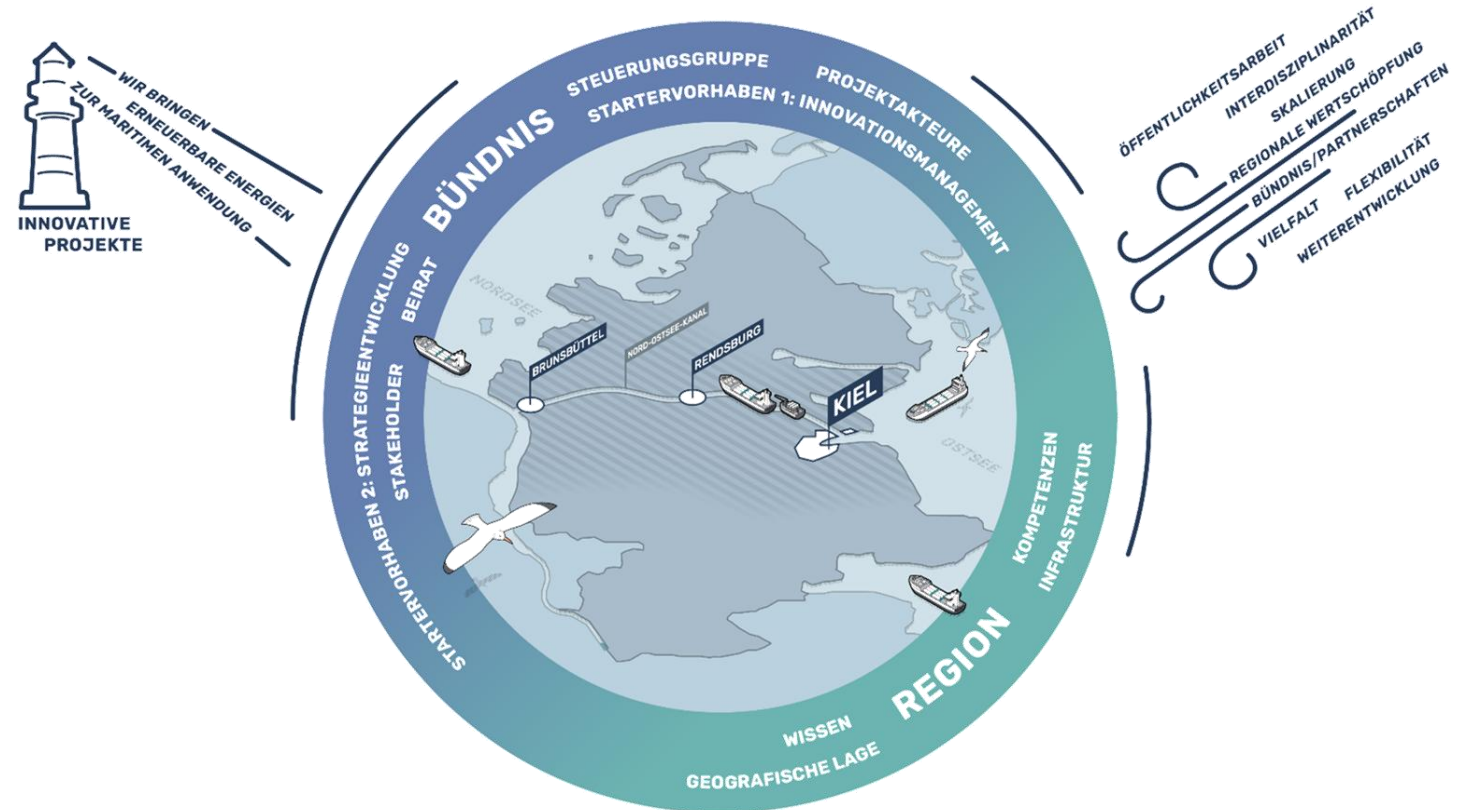 WIR BRINGEN
ERNEUERBARE ENERGIEN
ZUR MARITIMEN ANWENDUNG
INNOVATIVE
PROJEKTE
BÜNDNIS
STEUERUNGSGRUPPE
PROJEKTAKTEURE
STARTERVORHABEN 1: INNOVATIONSMANAGEMENT
BEIRAT
STAKEHOLDER
STARTERVORHABEN 2: STRATEGIEENTWICKLUNG
ÖFFENTLICHKEITSARBEIT
INTERDISZIPLINARITÄT
SKALIERUNG
REGIONALE WERTSCHÖPFUNG
BÜNDNIS/PARTNERSCHAFTEN
VIELFALT
FLEXIBILITÄT
WEITERENTWICKLUNG
NORDSEE
BRUNSBÜTTEL
NORD-OSTSEE-KANAL
RENDSBURG
KIEL
OSTSEE
KOMPETENZEN
INFRASTRUKTUR
REGION
WISSEN
GEOGRAFISCHE LAGE